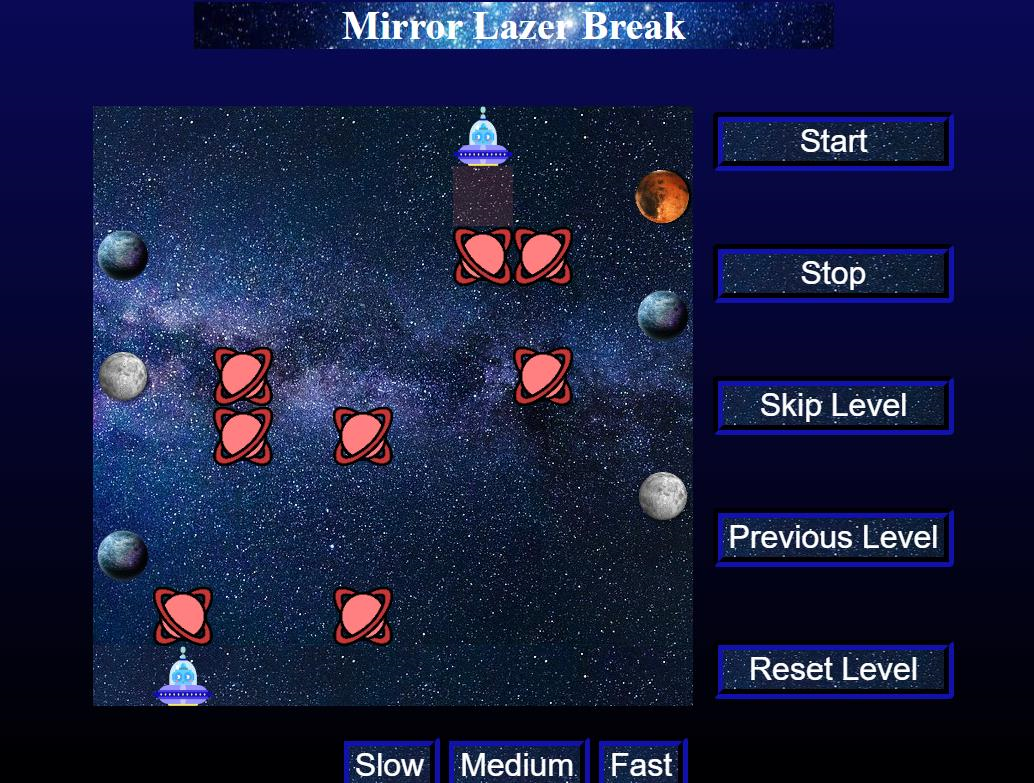 Mirror Lazer Break
Start
Stop
Skip Level
Previous Level
Reset Level
Slow Medium Fast